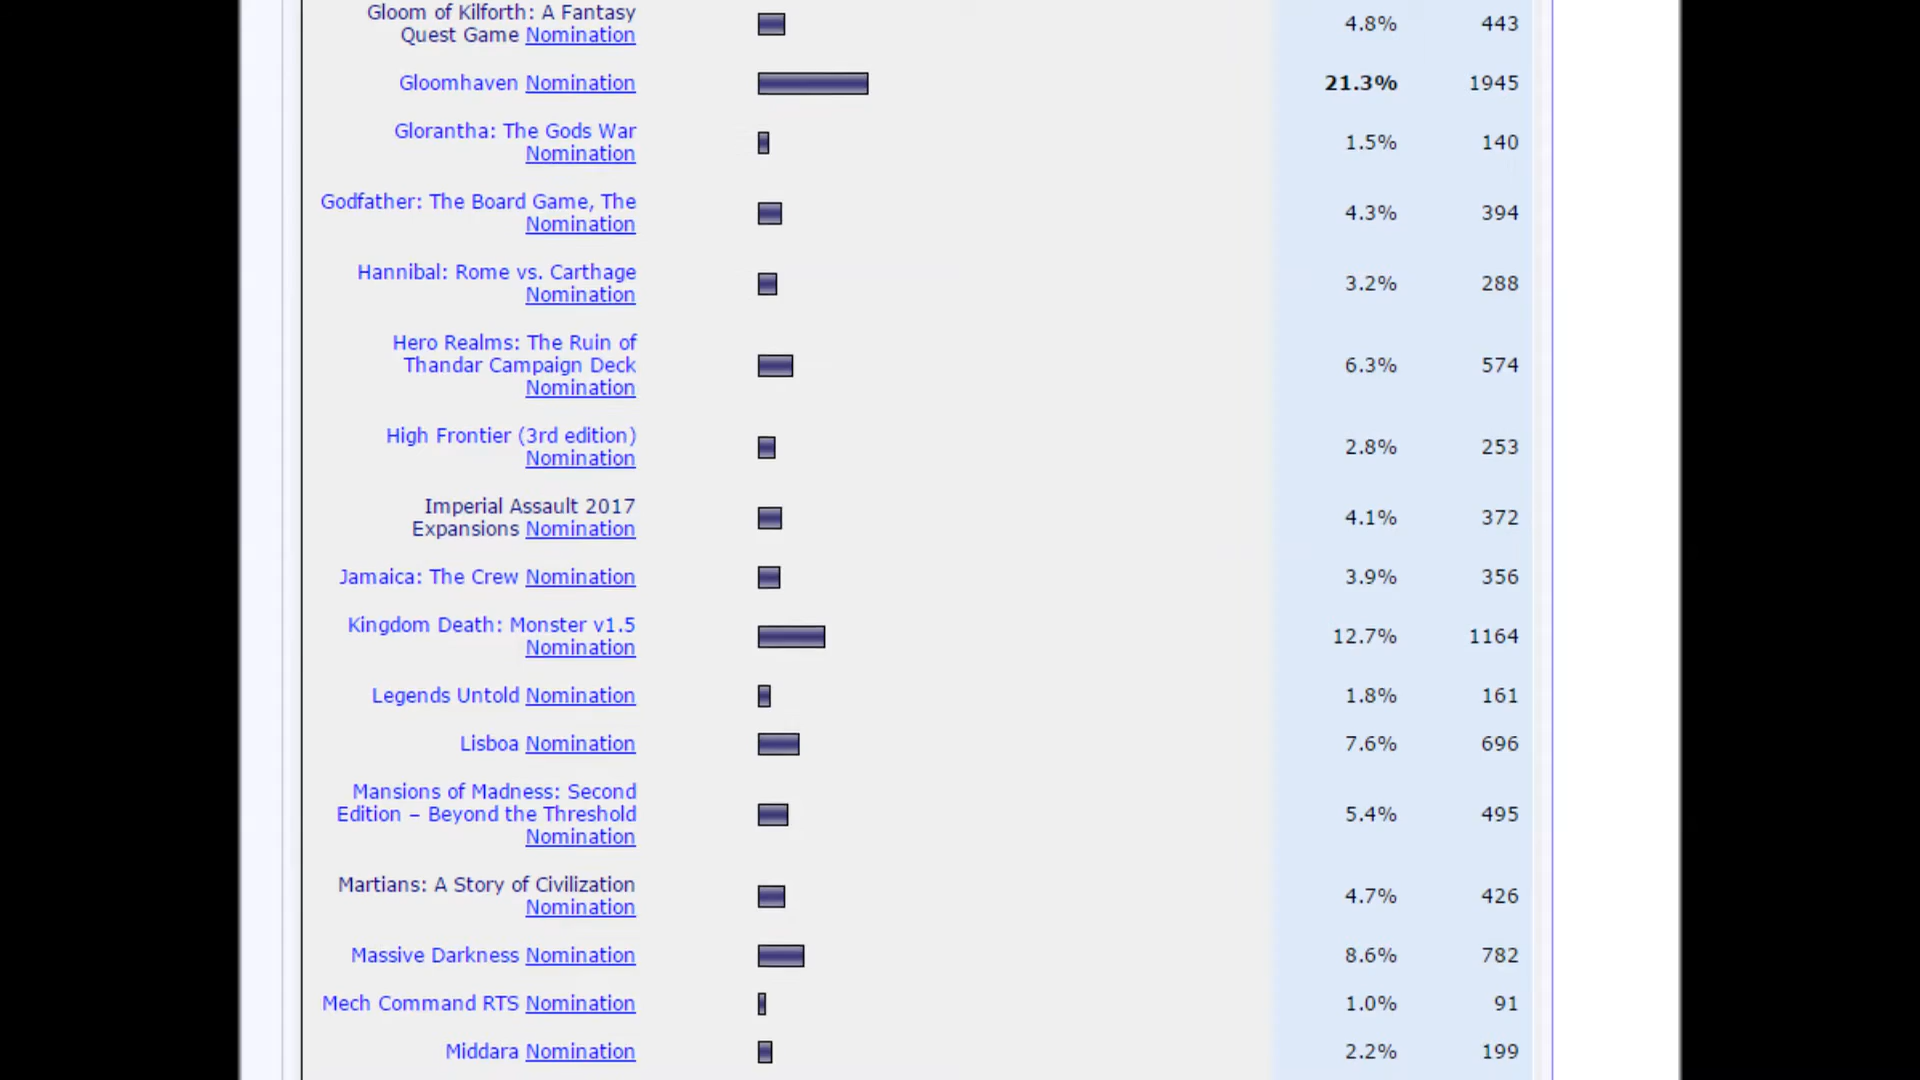 Gloom of Kilforth: A Fantasy
Quest Game Nomination
4.8% 443
Gloomhaven Nomination
21.3% 1945
Glorantha: The Gods War
Nomination
1.5% 140
Godfather: The Board Game, The
Nomination
4.3% 394
Hannibal: Rome vs. Carthage
Nomination
3.2% 288
Hero Realms: The Ruin of
Thandar Campaign Deck
Nomination
6.3% 574
High Frontier (3rd edition)
Nomination
2.8% 253
Imperial Assault 2017
Expansions Nomination
4.1% 372
Jamaica: The Crew Nomination
3.9% 356
Kingdom Death: Monster v1.5
Nomination
12.7% 1164
Legends Untold Nomination
1.8% 161
Lisboa Nomination
7.6% 696
Mansions of Madness: Second
Edition – Beyond the Threshold
Nomination
5.4% 495
Martians: A Story of Civilization
Nomination
4.7% 426
Massive Darkness Nomination
8.6% 782
Mech Command RTS Nomination
1.0% 91
Middara Nomination
2.2% 199